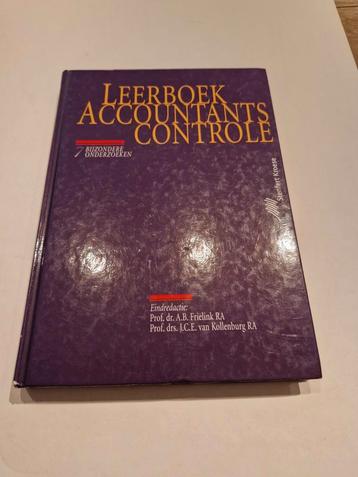 LEERBOEK
ACCOUNTANTS
CONTROLE
7 BIJZONDERE
ONDERZOEKEN
Stenfert Kroese
Eindredactie:
Prof. dr. A.B. Frielink RA
Prof. drs. J.C.E. van Kollenburg RA